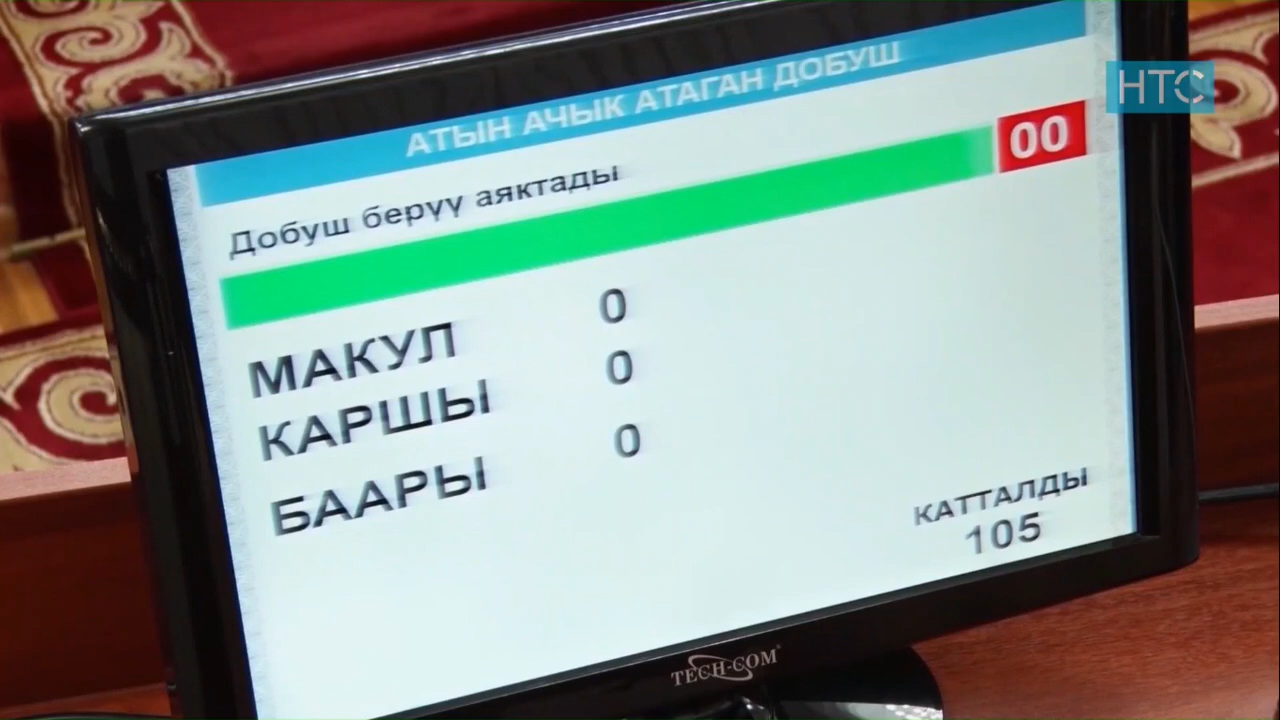 НТС
АТЫН АЧЫК АТАГАН ДОБУШ
Добуш берүү аяктады
00
МАКУЛ 0
КАРШЫ 0
БААРЫ 0
КАТТАЛДЫ
105
TECH-COM